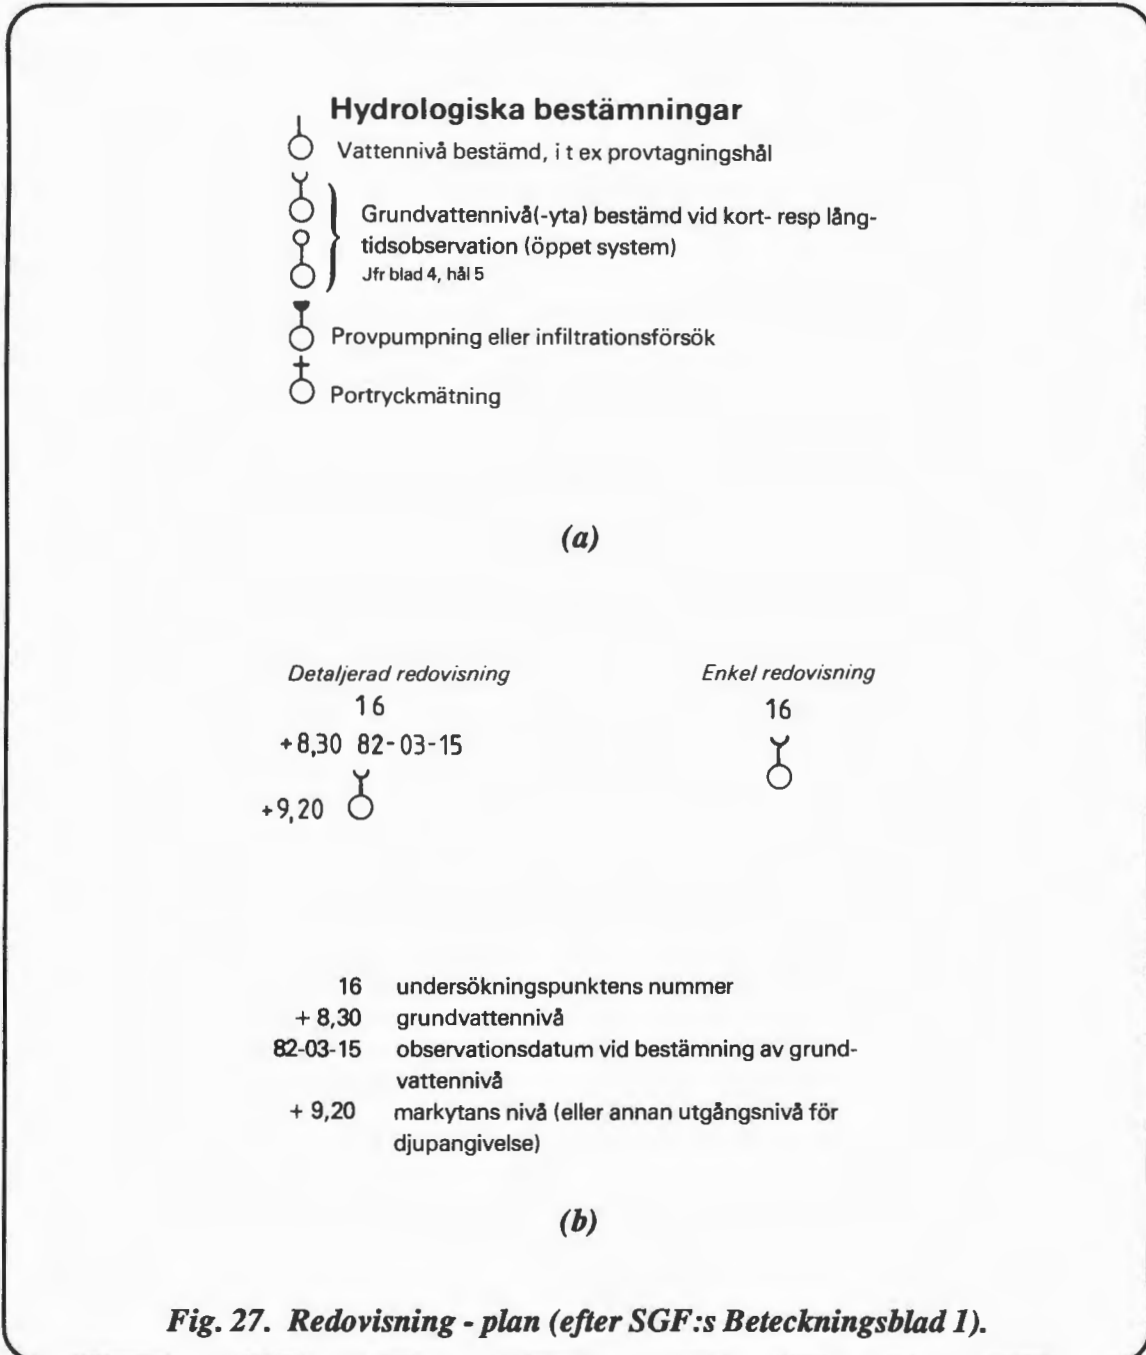 Hydrologiska bestämningar
Vattennivå bestämd, i t ex provtagningshål
Grundvattennivå(-yta) bestämd vid kort- resp lång-
tidsobservation (öppet system)
Jfr blad 4, hål 5
Provpumpning eller infiltrationsförsök
Portryckmätning
(a)
Detaljerad redovisning
16
+8,30 82-03-15
+9,20
Enkel redovisning
16
16 undersökningspunktens nummer
+ 8,30 grundvattennivå
82-03-15 observationsdatum vid bestämning av grund-
vattennivå
+ 9,20 markytans nivå (eller annan utgångsnivå för
djupangivelse)
(b)
Fig. 27. Redovisning - plan (efter SGF:s Beteckningsblad 1).